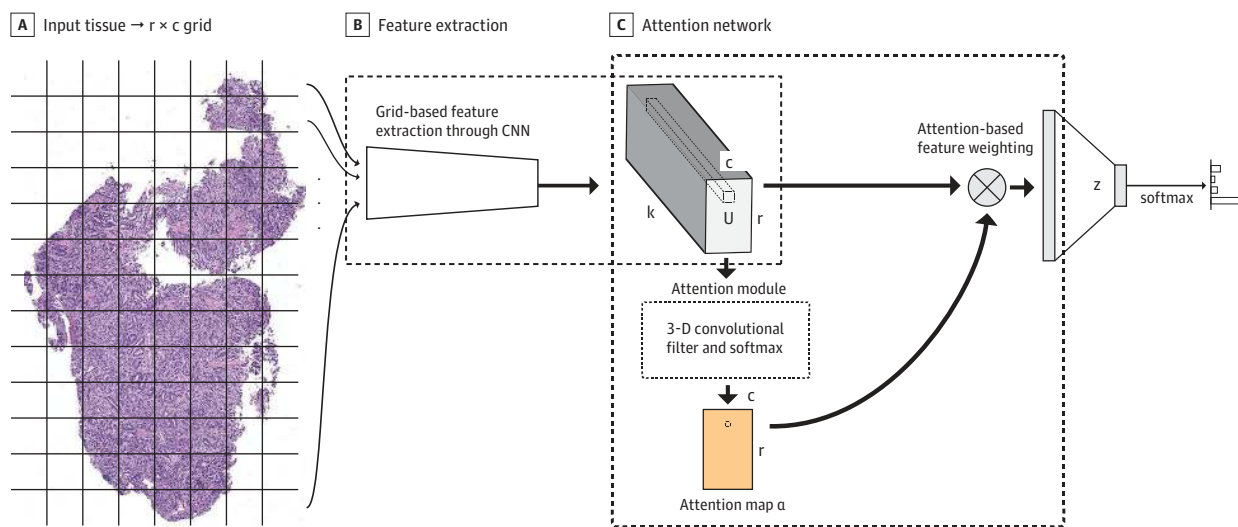 A Input tissue → r × c grid
B Feature extraction
C Attention network
Grid-based feature
extraction through CNN
c
k
U
r
Attention-based
feature weighting
z
softmax
Attention module
3-D convolutional
filter and softmax
c
r
Attention map α